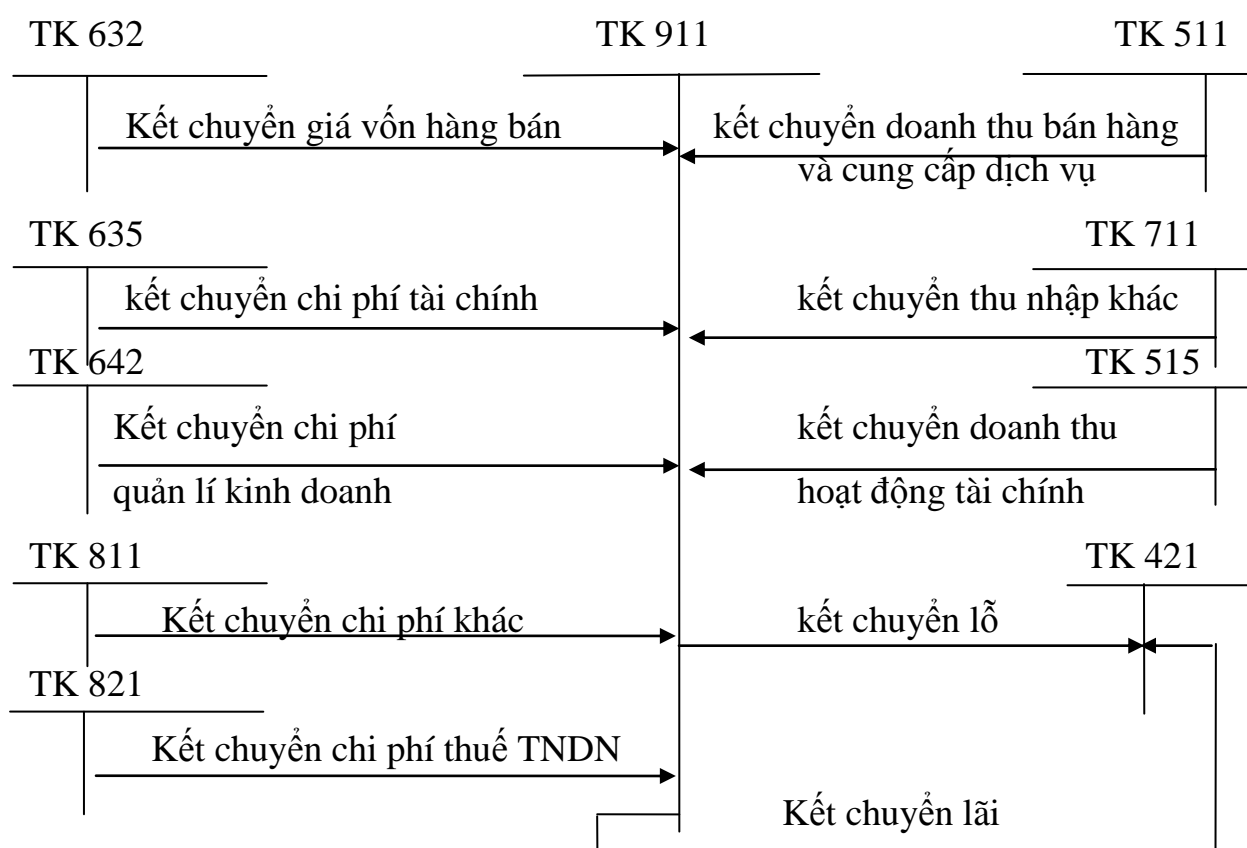 TK 632 TK 911 TK 511
Kết chuyển giá vốn hàng bán kết chuyển doanh thu bán hàng
và cung cấp dịch vụ
TK 635 TK 711
kết chuyển chi phí tài chính kết chuyển thu nhập khác
TK 642 TK 515
Kết chuyển chi phí kết chuyển doanh thu
quản lí kinh doanh hoạt động tài chính
TK 811 TK 421
Kết chuyển chi phí khác kết chuyển lỗ
TK 821
Kết chuyển chi phí thuế TNDN
Kết chuyển lãi